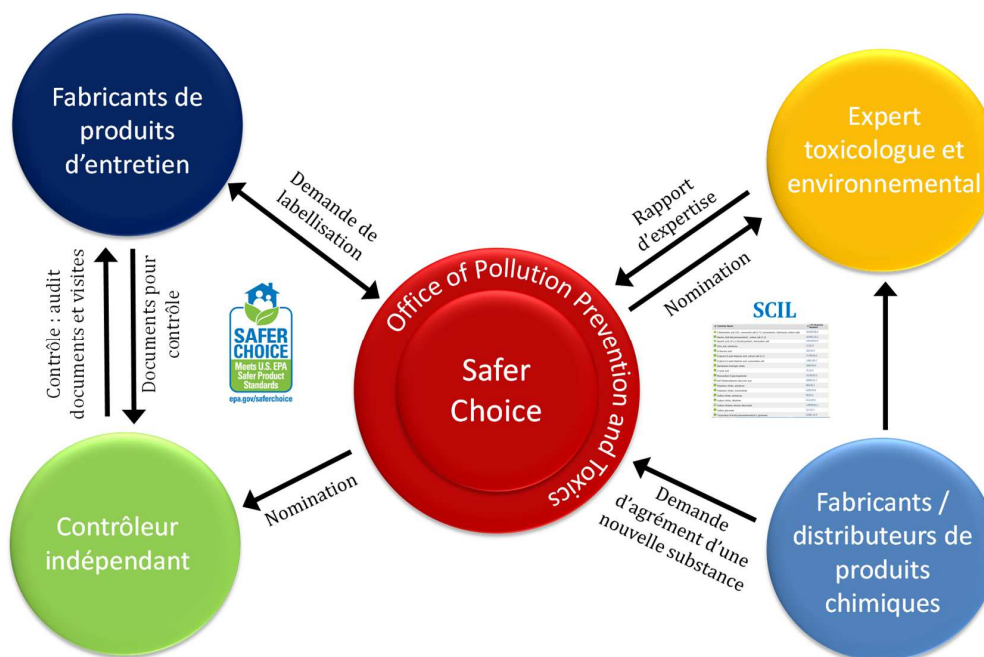 Fabricants de
produits
d'entretien
Expert
toxicologue et
environnemental
Demande de
labellisation
Rapport
d'expertise
Nomination
Contrôle : audit
documents et visites
Documents pour
contrôle
SAFER
CHOICE
Meets U.S. EPA
Safer Product
Standards
epa.gov/saferchoice
Office of Pollution Prevention and Toxics
Safer
Choice
SCIL
Nomination
Contrôleur
indépendant
Demande
d'agrément d'une
nouvelle substance
Fabricants /
distributeurs de
produits
chimiques